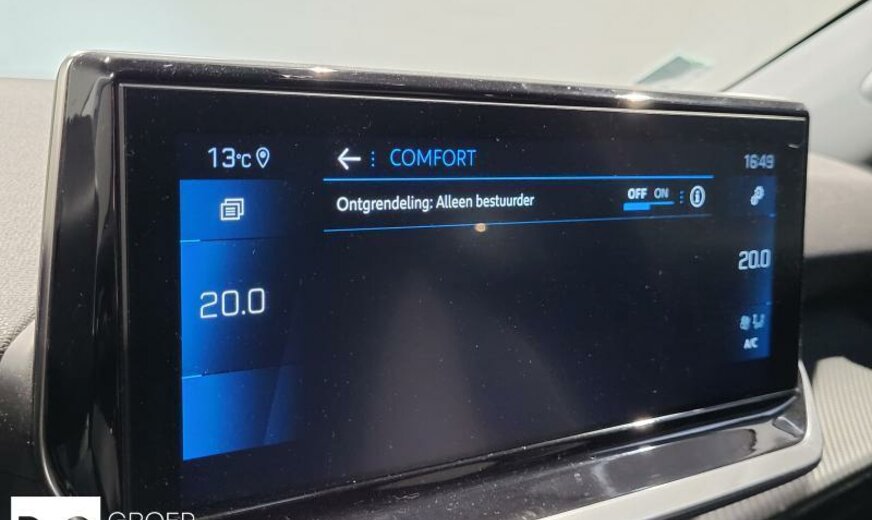 13°C
COMFORT
16:49
Ontgrendeling: Alleen bestuurder
OFF ON
20.0
20.0
A/C
GROEP